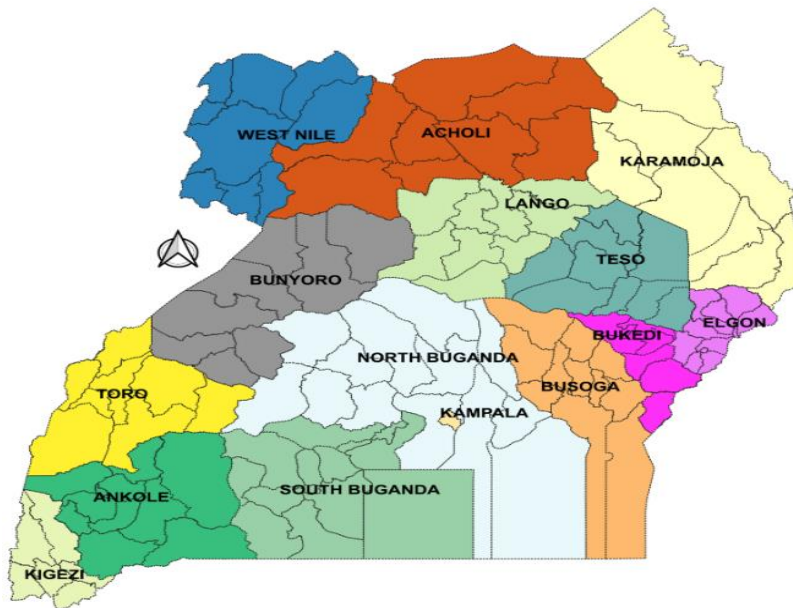 WEST NILE
ACHOLI
KARAMOJA
LANGO
TESO
BUNYORO
ELGON
BUKEDI
NORTH BUGANDA
BUSOGA
TORO
KAMPALA
SOUTH BUGANDA
ANKOLE
KIGEZI